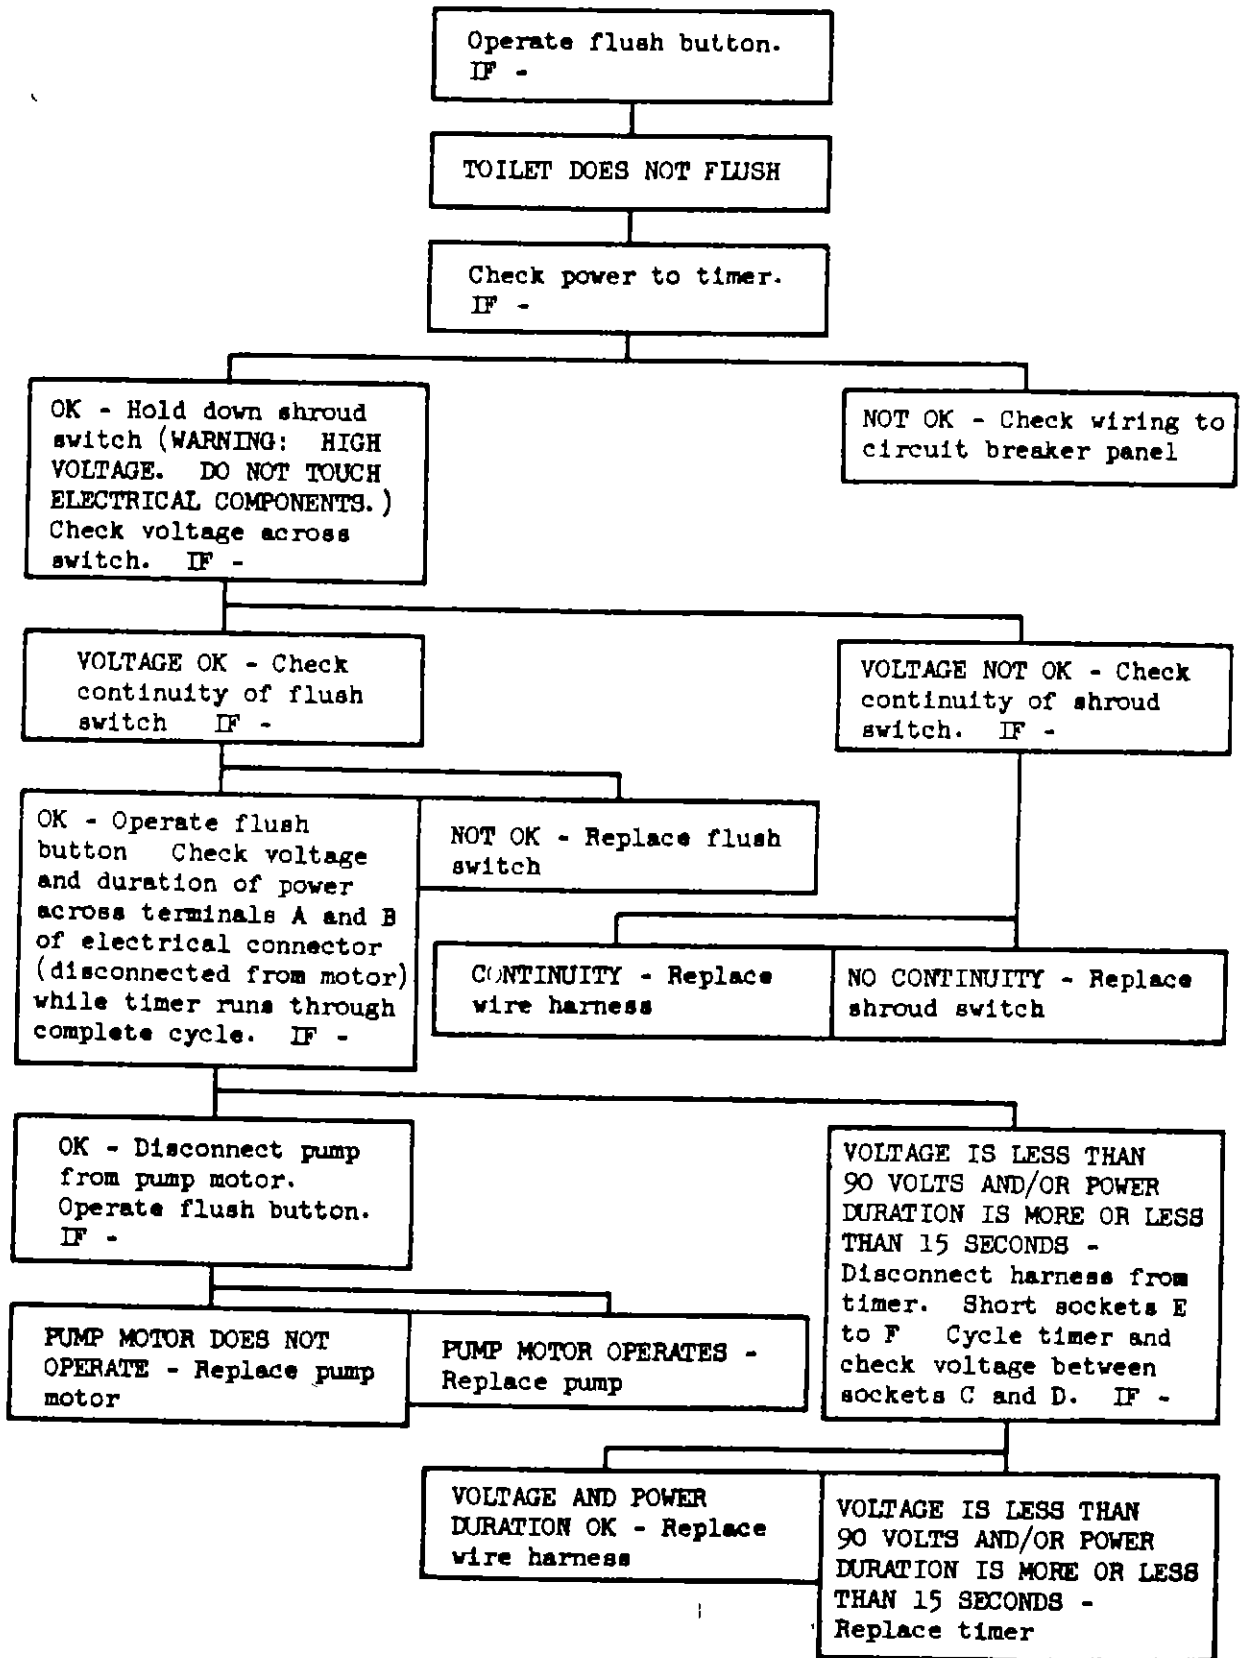 Operate flush button.
IF -
TOILET DOES NOT FLUSH
Check power to timer.
IF -
OK - Hold down shroud
switch (WARNING: HIGH
VOLTAGE. DO NOT TOUCH
ELECTRICAL COMPONENTS.)
Check voltage across
switch. IF -
NOT OK - Check wiring to
circuit breaker panel
VOLTAGE OK - Check
continuity of flush
switch IF -
VOLTAGE NOT OK - Check
continuity of shroud
switch. IF -
OK - Operate flush
button Check voltage
and duration of power
across terminals A and B
of electrical connector
(disconnected from motor)
while timer runs through
complete cycle. IF -
NOT OK - Replace flush
switch
CONTINUITY - Replace
wire harness
NO CONTINUITY - Replace
shroud switch
OK - Disconnect pump
from pump motor.
Operate flush button.
IF -
VOLTAGE IS LESS THAN
90 VOLTS AND/OR POWER
DURATION IS MORE OR LESS
THAN 15 SECONDS -
Disconnect harness from
timer. Short sockets E
to F Cycle timer and
check voltage between
sockets C and D. IF -
PUMP MOTOR DOES NOT
OPERATE - Replace pump
motor
PUMP MOTOR OPERATES -
Replace pump
VOLTAGE AND POWER
DURATION OK - Replace
wire harness
VOLTAGE IS LESS THAN
90 VOLTS AND/OR POWER
DURATION IS MORE OR LESS
THAN 15 SECONDS -
Replace timer